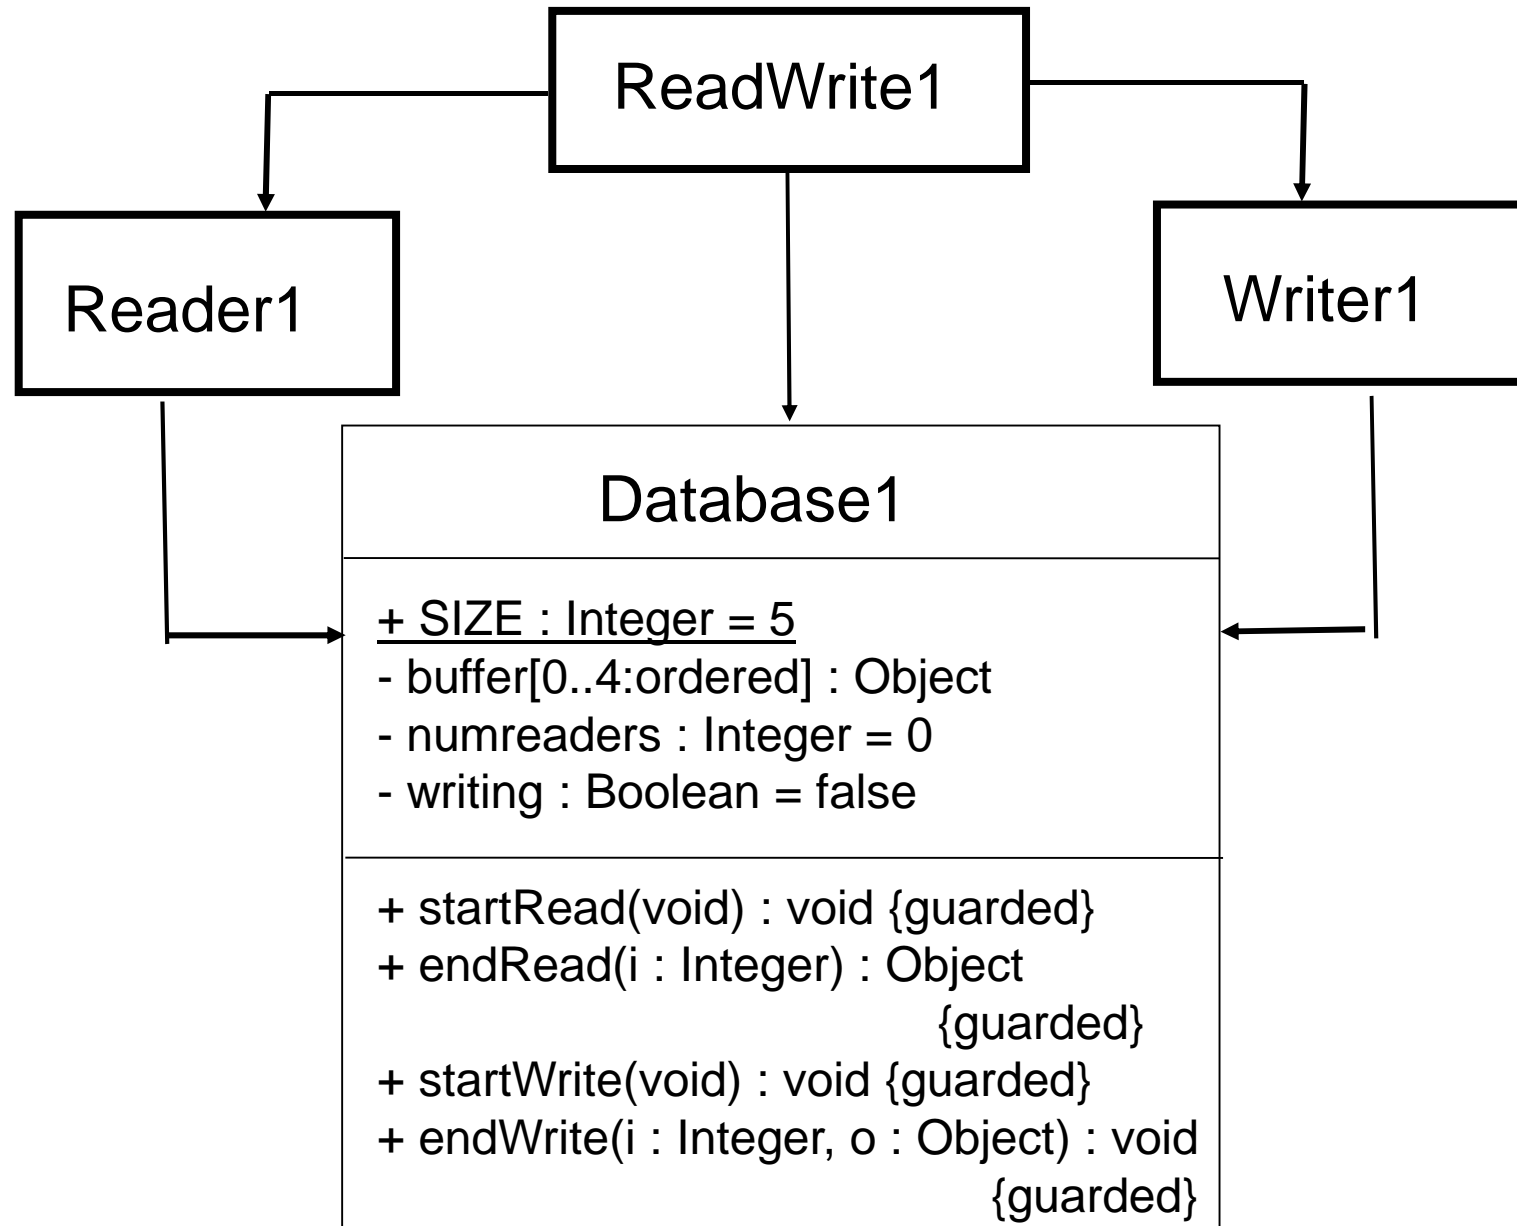 ReadWrite1
Reader1
Writer1
Database1
+ SIZE : Integer = 5
- buffer[0..4:ordered] : Object
- numreaders : Integer = 0
- writing : Boolean = false
+ startRead(void) : void {guarded}
+ endRead(i : Integer) : Object
{guarded}
+ startWrite(void) : void {guarded}
+ endWrite(i : Integer, o : Object) : void
{guarded}